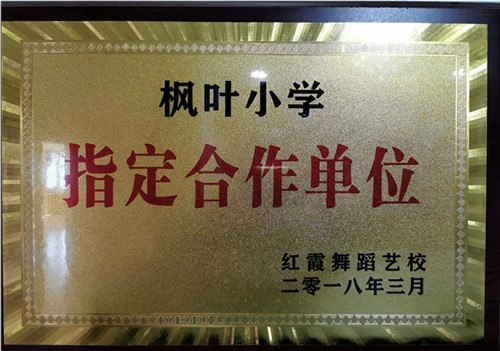 枫叶小学
指定合作单位
红霞舞蹈艺校
二零一八年三月